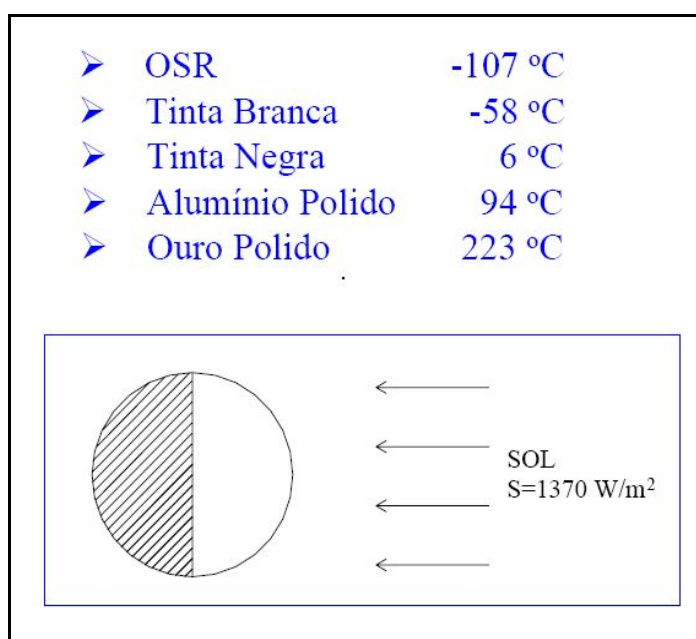 ➢ OSR -107 ºC
➢ Tinta Branca -58 ºC
➢ Tinta Negra 6 ºC
➢ Alumínio Polido 94 ºC
➢ Ouro Polido 223 ºC
SOL
S=1370 W/m²